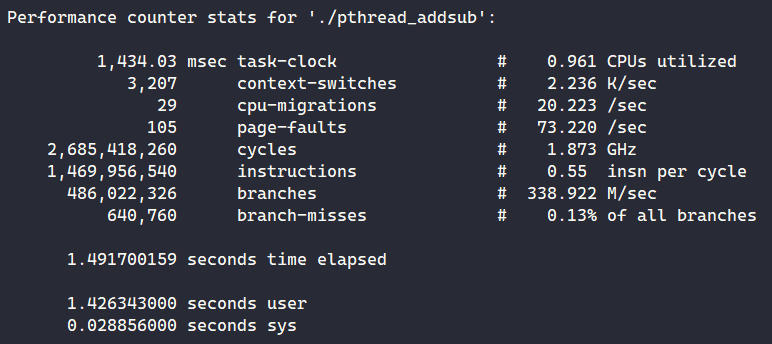 Performance counter stats for './pthread_addsub':
1,434.03 msec task-clock # 0.961 CPUs utilized
3,207 context-switches # 2.236 K/sec
29 cpu-migrations # 20.223 /sec
105 page-faults # 73.220 /sec
2,685,418,260 cycles # 1.873 GHz
1,469,956,540 instructions # 0.55 insn per cycle
486,022,326 branches # 338.922 M/sec
640,760 branch-misses # 0.13% of all branches
1.491700159 seconds time elapsed
1.426343000 seconds user
0.028856000 seconds sys